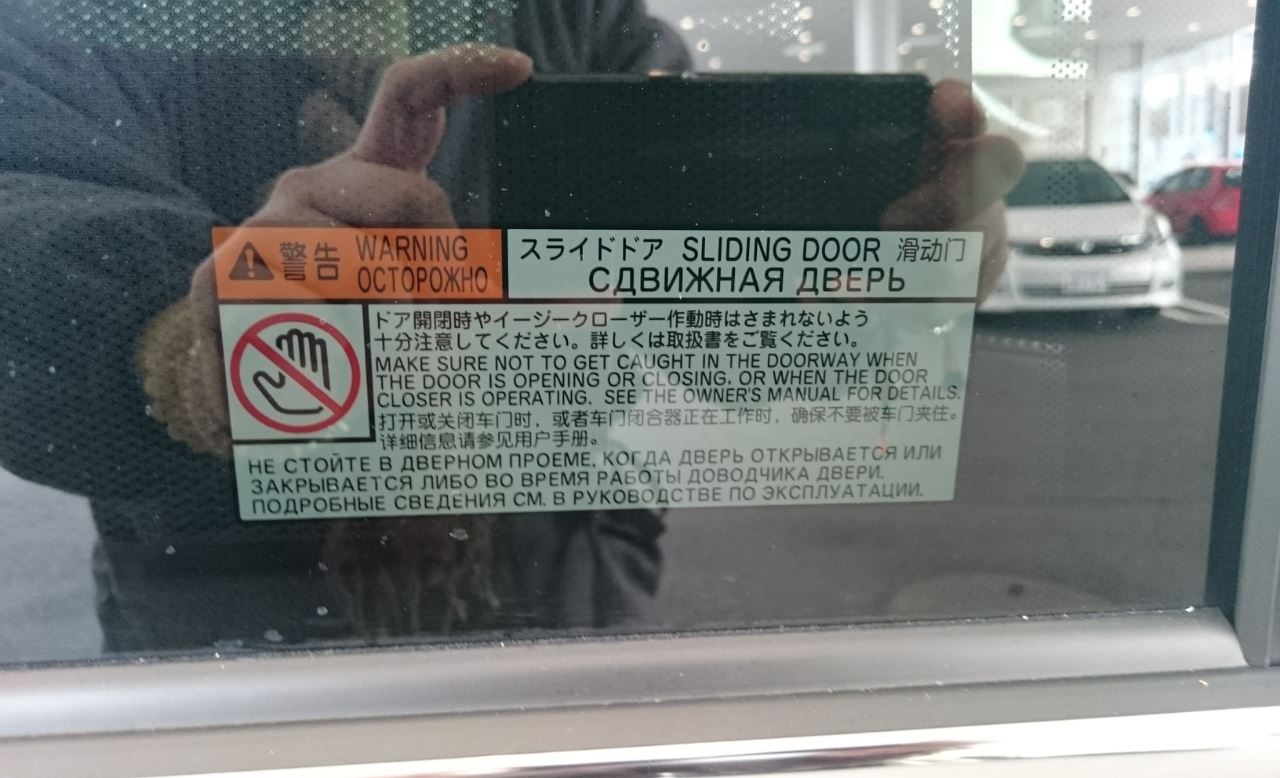 警告 WARNING
ОСТОРОЖНО
スライドドア SLIDING DOOR 滑动门
СДВИЖНАЯ ДВЕРЬ
ドア開閉時やイージークローザー作動時はさまれないよう
十分注意してください。詳しくは取扱書をご覧ください。
MAKE SURE NOT TO GET CAUGHT IN THE DOORWAY WHEN
THE DOOR IS OPENING OR CLOSING, OR WHEN THE DOOR
CLOSER IS OPERATING. SEE THE OWNER'S MANUAL FOR DETAILS.
打开或关闭车门时，或者车门闭合器正在工作时，确保不要被车门夹住。
详细信息请参见用户手册。
НЕ СТОЙТЕ В ДВЕРНОМ ПРОЕМЕ, КОГДА ДВЕРЬ ОТКРЫВАЕТСЯ ИЛИ
ЗАКРЫВАЕТСЯ ЛИБО ВО ВРЕМЯ РАБОТЫ ДОВОДЧИКА ДВЕРИ.
ПОДРОБНЫЕ СВЕДЕНИЯ СМ. В РУКОВОДСТВЕ ПО ЭКСПЛУАТАЦИИ.